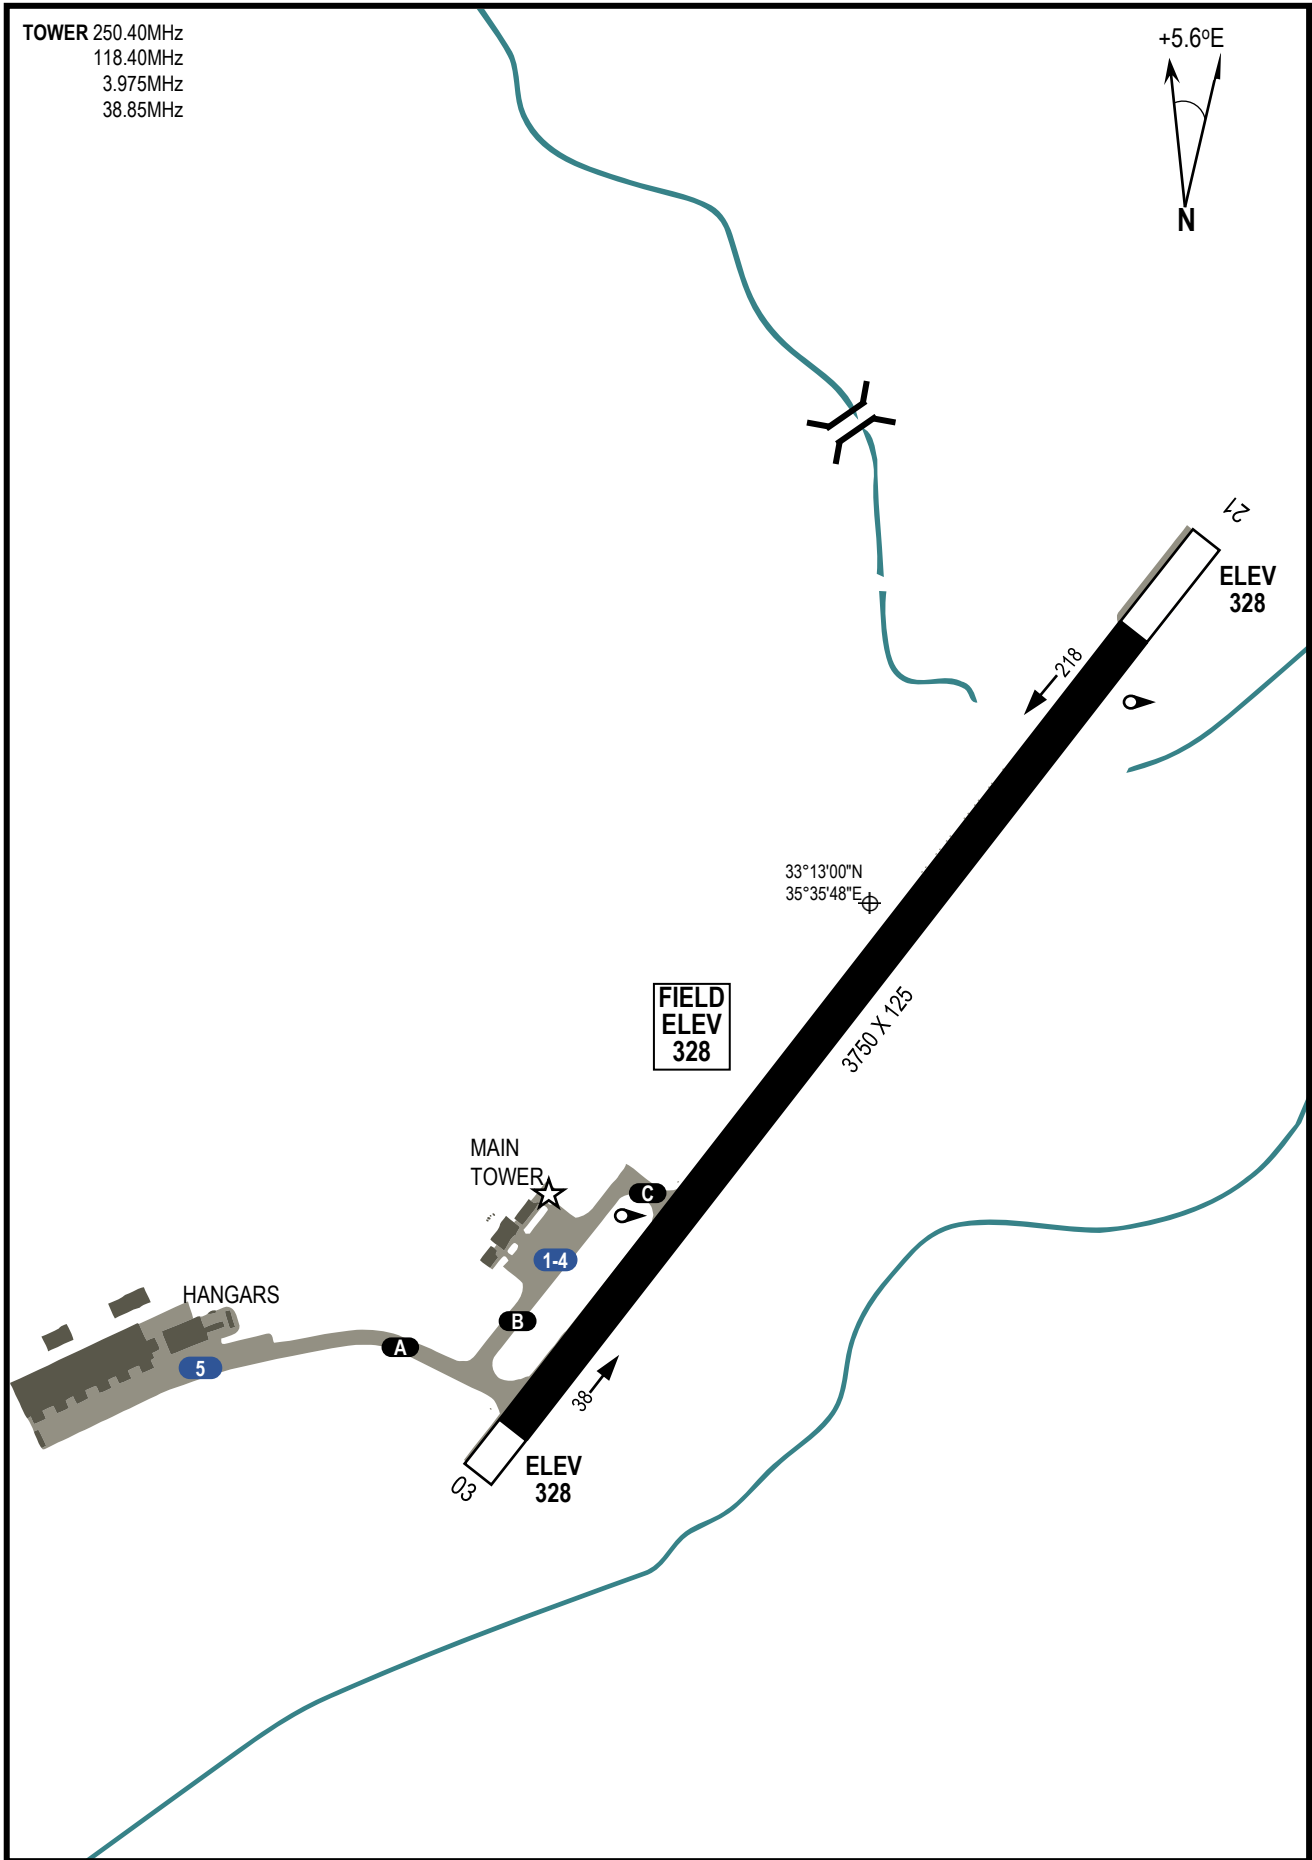 TOWER 250.40MHz
118.40MHz
3.975MHz
38.85MHz
+5.6ºE
N
21
ELEV
328
218
33°13'00"N
35°35'48"E
FIELD
ELEV
328
3750 X 125
MAIN
TOWER
C
1-4
HANGARS
B
A
5
38
ELEV
328
03